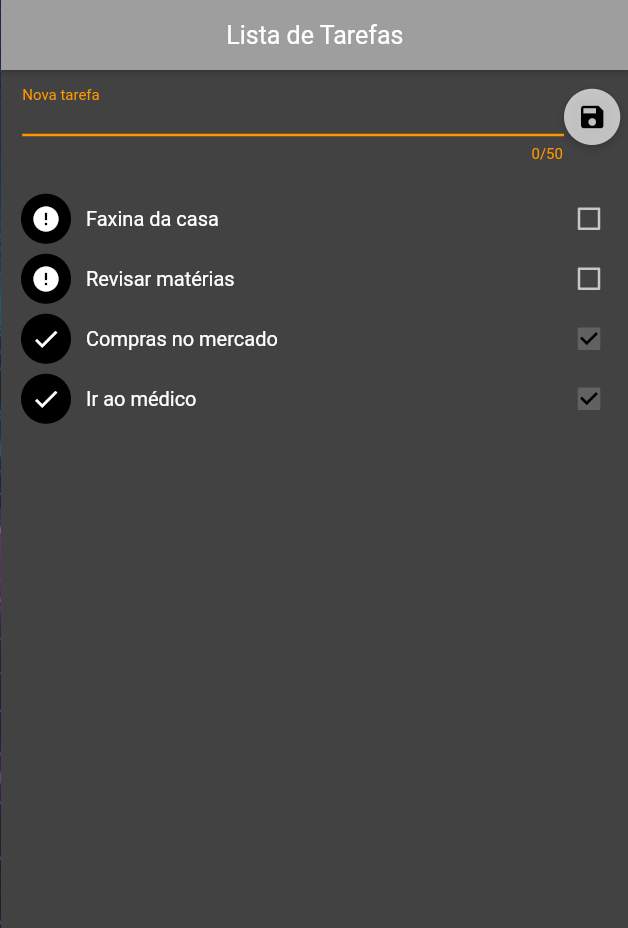 Lista de Tarefas
Nova tarefa
0/50
Faxina da casa
Revisar matérias
Compras no mercado
Ir ao médico